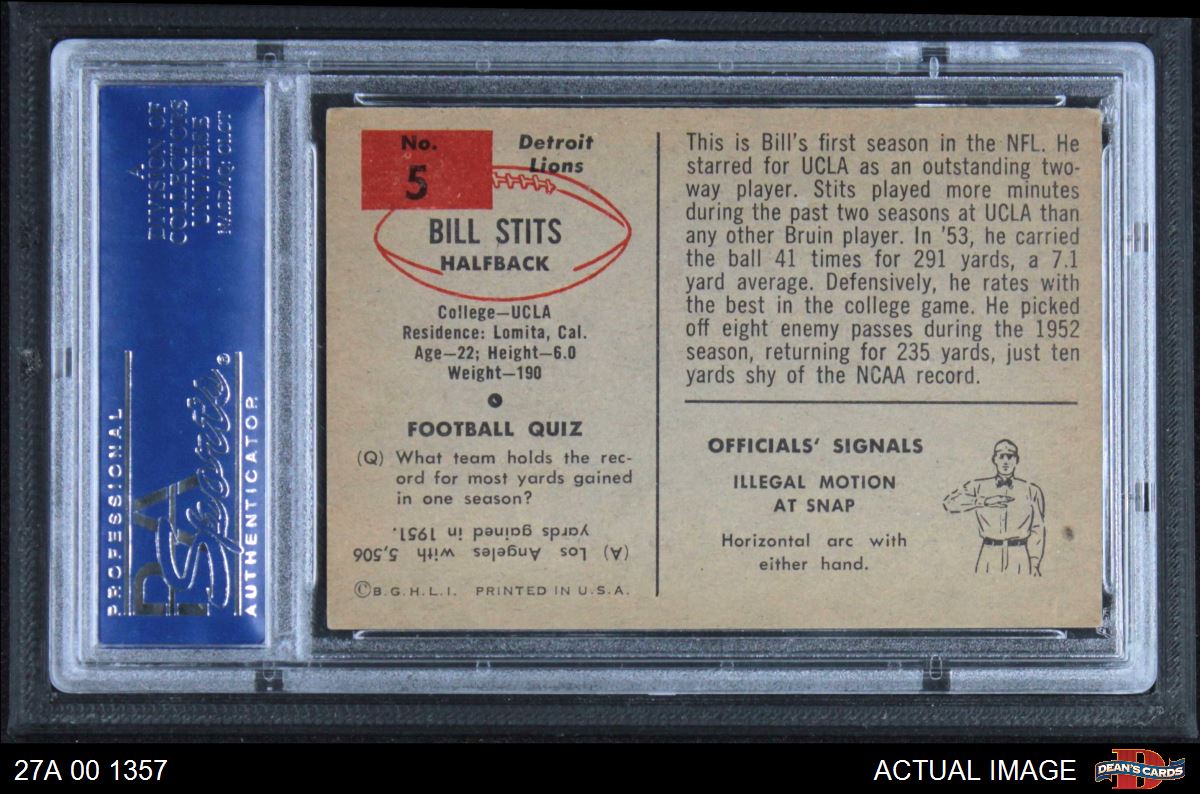 A
DIVISION OF
COLLECTORS
UNIVERSE
NASDAQ: CLCT
PROFESSIONAL
PSA
Sports®
AUTHENTICATOR
No.
5
Detroit
Lions
BILL STITS
HALFBACK
College—UCLA
Residence: Lomita, Cal.
Age—22; Height—6.0
Weight—190
FOOTBALL QUIZ
(Q) What team holds the rec-
ord for most yards gained
in one season?
(A) Los Angeles with 5,506
yards gained in 1951.
©B.G.H.L.I. PRINTED IN U.S.A.
This is Bill's first season in the NFL. He
starred for UCLA as an outstanding two-
way player. Stits played more minutes
during the past two seasons at UCLA than
any other Bruin player. In '53, he carried
the ball 41 times for 291 yards, a 7.1
yard average. Defensively, he rates with
the best in the college game. He picked
off eight enemy passes during the 1952
season, returning for 235 yards, just ten
yards shy of the NCAA record.
OFFICIALS' SIGNALS
ILLEGAL MOTION
AT SNAP
Horizontal arc with
either hand.
27A 00 1357
ACTUAL IMAGE
D
DEAN'S CARDS